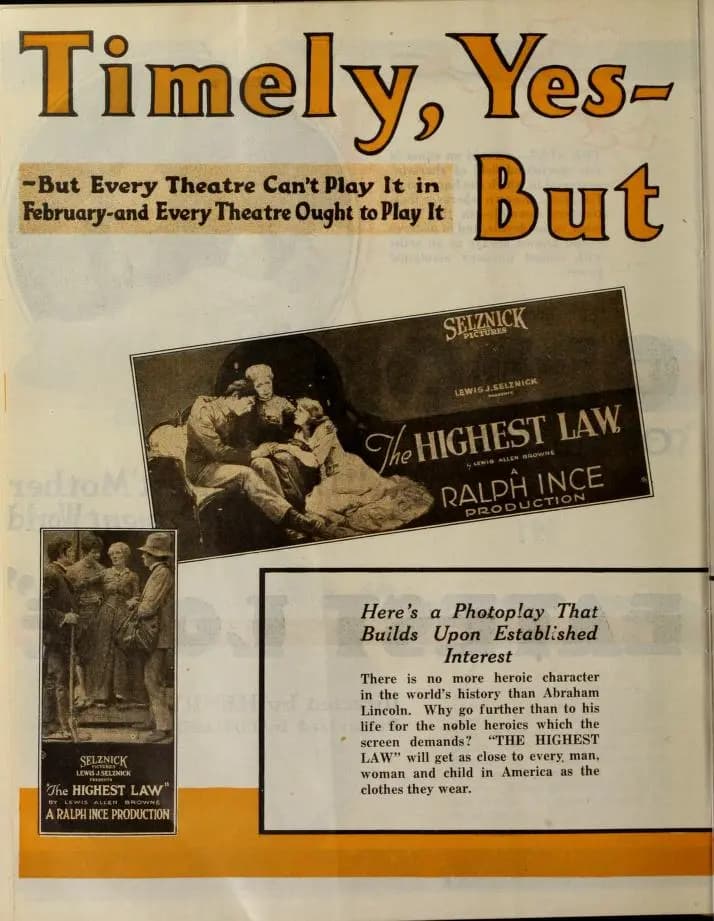 Timely, Yes-
But
-But Every Theatre Can't Play It in
February-and Every Theatre Ought to Play It
SELZNICK
PICTURES
LEWIS J. SELZNICK
PRESENTS
The HIGHEST LAW
by LEWIS ALLEN BROWNE
A
RALPH INCE
PRODUCTION
SELZNICK
PICTURES
LEWIS J. SELZNICK
PRESENTS
"The HIGHEST LAW"
BY LEWIS ALLEN BROWNE
A RALPH INCE PRODUCTION
Here's a Photoplay That
Builds Upon Established
Interest
There is no more heroic character
in the world's history than Abraham
Lincoln. Why go further than to his
life for the noble heroics which the
screen demands? "THE HIGHEST
LAW" will get as close to every man,
woman and child in America as the
clothes they wear.